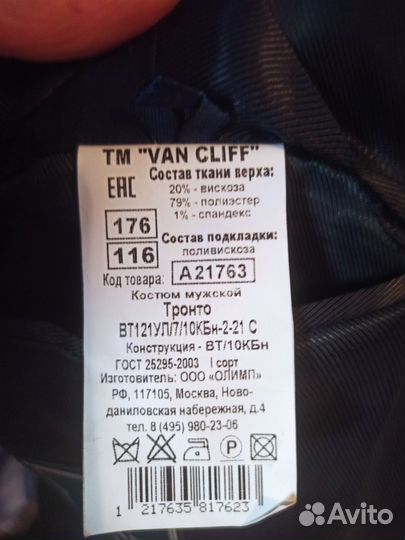 ТМ "VAN CLIFF"
EAC Состав ткани верха:
20% - вискоза
79% - полиэстер
1% - спандекс
176
116
Состав подкладки:
поливискоза
Код товара: A21763
Костюм мужской
Тронто
ВТ121УЛ/7/10КБн-2-21 С
Конструкция - ВТ/10КБн
ГОСТ 25295-2003 | сорт
Изготовитель: ООО «ОЛИМП»
РФ, 117105, Москва, Ново-
даниловская набережная, д.4
тел. 8 (495) 980-23-06
P
1 217635 817623
Avito